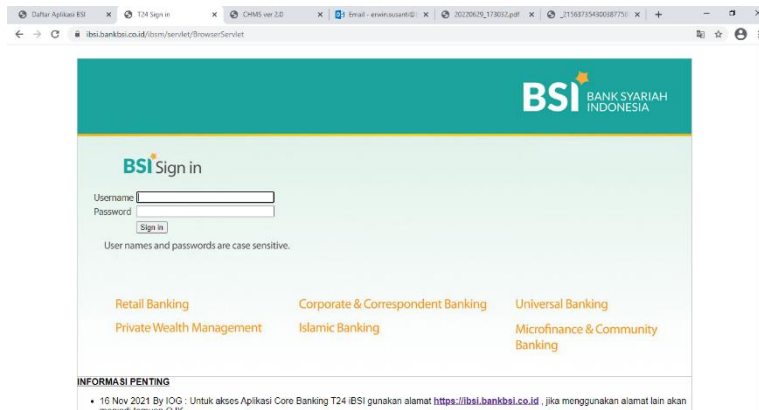 Daftar Aplikasi BSI
T24 Sign in
CHMS ver 2.0
Email - erwin.susanti@
20220629_173032.pdf
_21563735430038775
ibsi.bankbsi.co.id/ibsm/servlet/BrowserServlet
BSI BANK SYARIAH
INDONESIA
BSI Sign in
Username
Password
Sign in
User names and passwords are case sensitive.
Retail Banking Corporate & Correspondent Banking Universal Banking
Private Wealth Management Islamic Banking Microfinance & Community
Banking
INFORMASI PENTING
• 16 Nov 2021 By IOG : Untuk akses Aplikasi Core Banking T24 iBSI gunakan alamat https://ibsi.bankbsi.co.id , jika menggunakan alamat lain akan